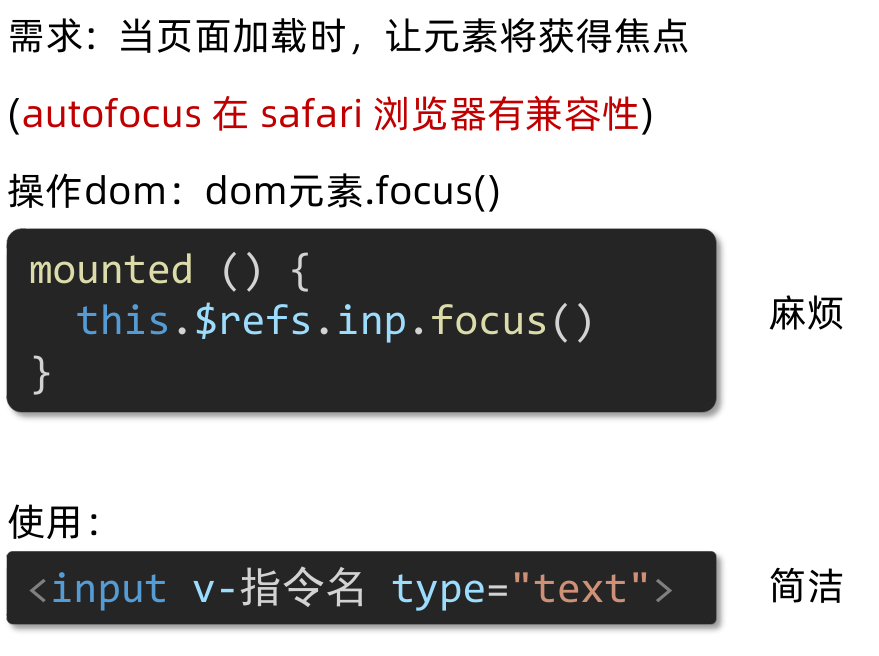 需求：当页面加载时，让元素将获得焦点
(autofocus 在 safari 浏览器有兼容性)
操作dom：dom元素.focus()
mounted () {
  this.$refs.inp.focus()
}
麻烦
使用：
<input v-指令名 type="text">
简洁